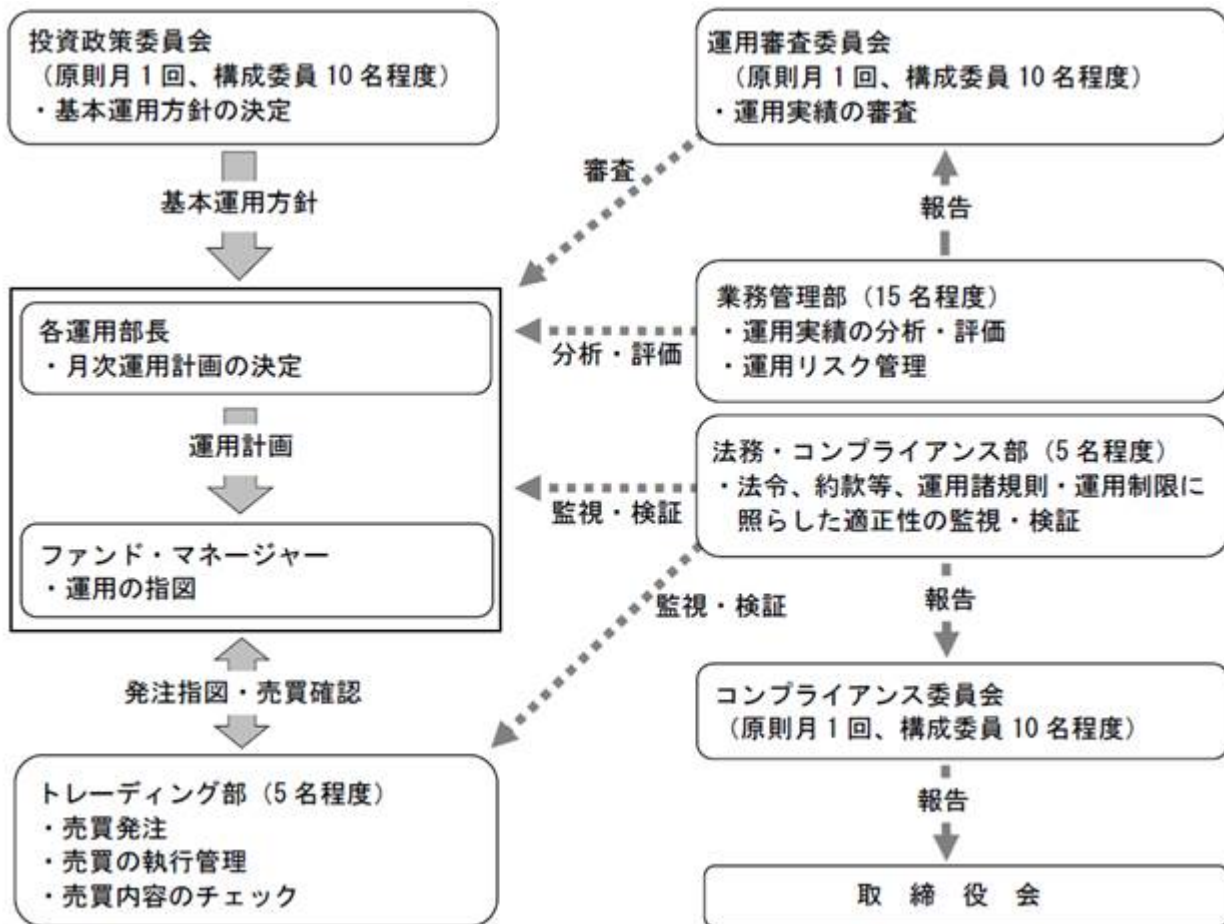 投資政策委員会
（原則月1回、構成委員10名程度）
・基本運用方針の決定
基本運用方針
各運用部長
・月次運用計画の決定
運用計画
ファンド・マネージャー
・運用の指図
発注指図・売買確認
トレーディング部（5名程度）
・売買発注
・売買の執行管理
・売買内容のチェック
運用審査委員会
（原則月1回、構成委員10名程度）
・運用実績の審査
審査
報告
業務管理部（15名程度）
・運用実績の分析・評価
・運用リスク管理
分析・評価
法務・コンプライアンス部（5名程度）
・法令、約款等、運用諸規則・運用制限に
照らした適正性の監視・検証
監視・検証
監視・検証
報告
コンプライアンス委員会
（原則月1回、構成委員10名程度）
報告
取締役会